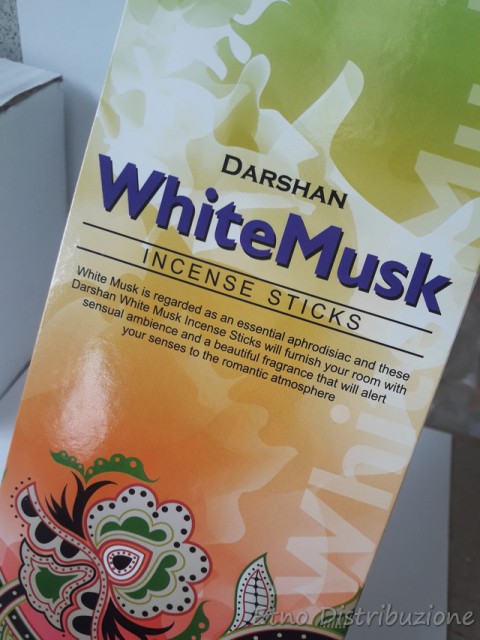 DARSHAN
WhiteMusk
INCENSE STICKS
White Musk is regarded as an essential aphrodisiac and these
Darshan White Musk Incense Sticks will furnish your room with
sensual ambience and a beautiful fragrance that will alert
your senses to the romantic atmosphere
Etno Distribuzione